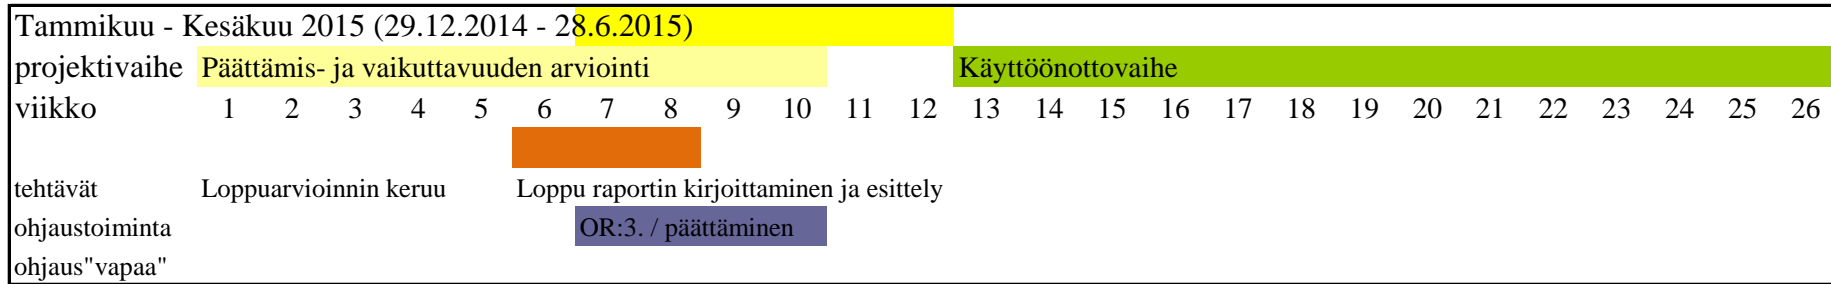 Tammikuu - Kesäkuu 2015 (29.12.2014 - 28.6.2015)
projektivaihe Päättämis- ja vaikuttavuuden arviointi Käyttöönottovaihe
viikko 1 2 3 4 5 6 7 8 9 10 11 12 13 14 15 16 17 18 19 20 21 22 23 24 25 26
tehtävät Loppuarvioinnin keruu Loppu raportin kirjoittaminen ja esittely
ohjaustoiminta OR:3. / päättäminen
ohjaus"vapaa"